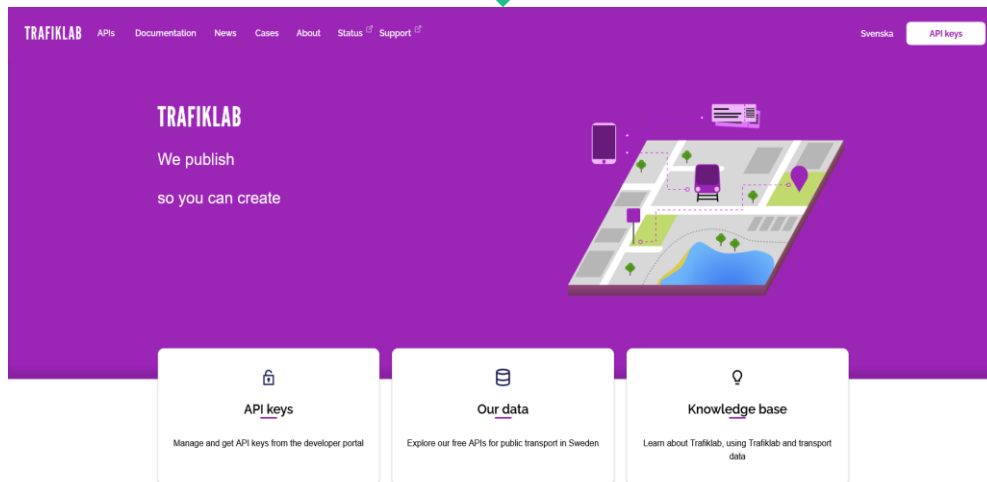 TRAFIKLAB APIs Documentation News Cases About Status Support Svenska API keys
TRAFIKLAB
We publish
so you can create
API keys
Manage and get API keys from the developer portal
Our data
Explore our free APIs for public transport in Sweden
Knowledge base
Learn about Trafiklab, using Trafiklab and transport
data